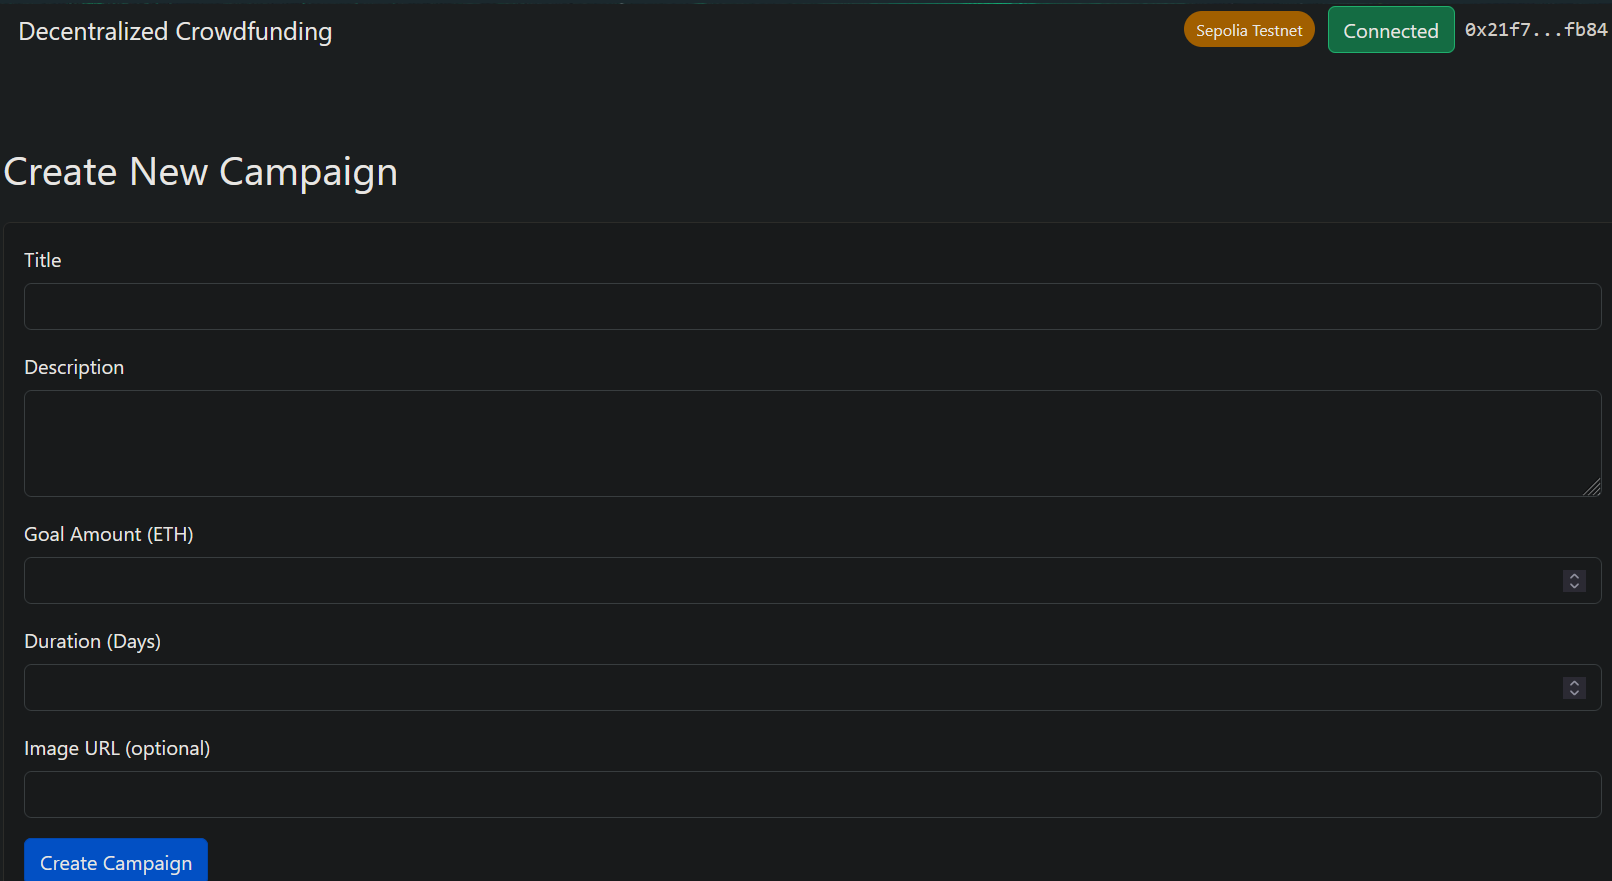 Decentralized Crowdfunding
Sepolia Testnet
Connected
0x21f7...fb84
Create New Campaign
Title
Description
Goal Amount (ETH)
Duration (Days)
Image URL (optional)
Create Campaign